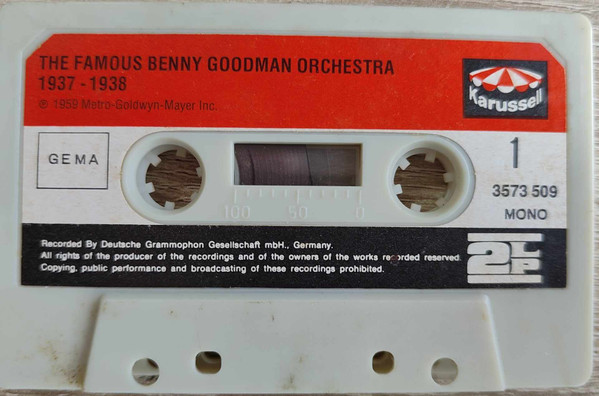 THE FAMOUS BENNY GOODMAN ORCHESTRA
1937 - 1938
℗ 1959 Metro-Goldwyn-Mayer Inc.
Karussell
GEMA
1
3573 509
MONO
100 50 0
Recorded By Deutsche Grammophon Gesellschaft mbH., Germany.
All rights of the producer of the recordings and of the owners of the works recorded reserved.
Copying, public performance and broadcasting of these recordings prohibited.
2LP